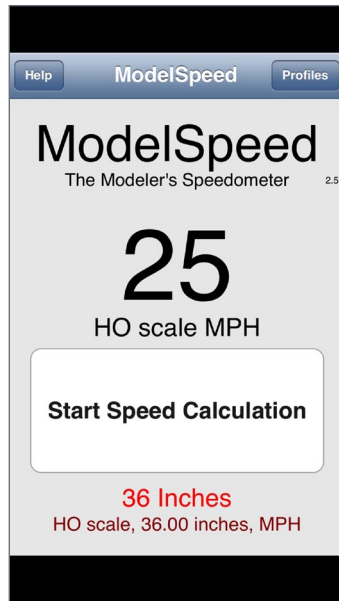 Help ModelSpeed Profiles
ModelSpeed
The Modeler's Speedometer 2.5
25
HO scale MPH
Start Speed Calculation
36 Inches
HO scale, 36.00 inches, MPH